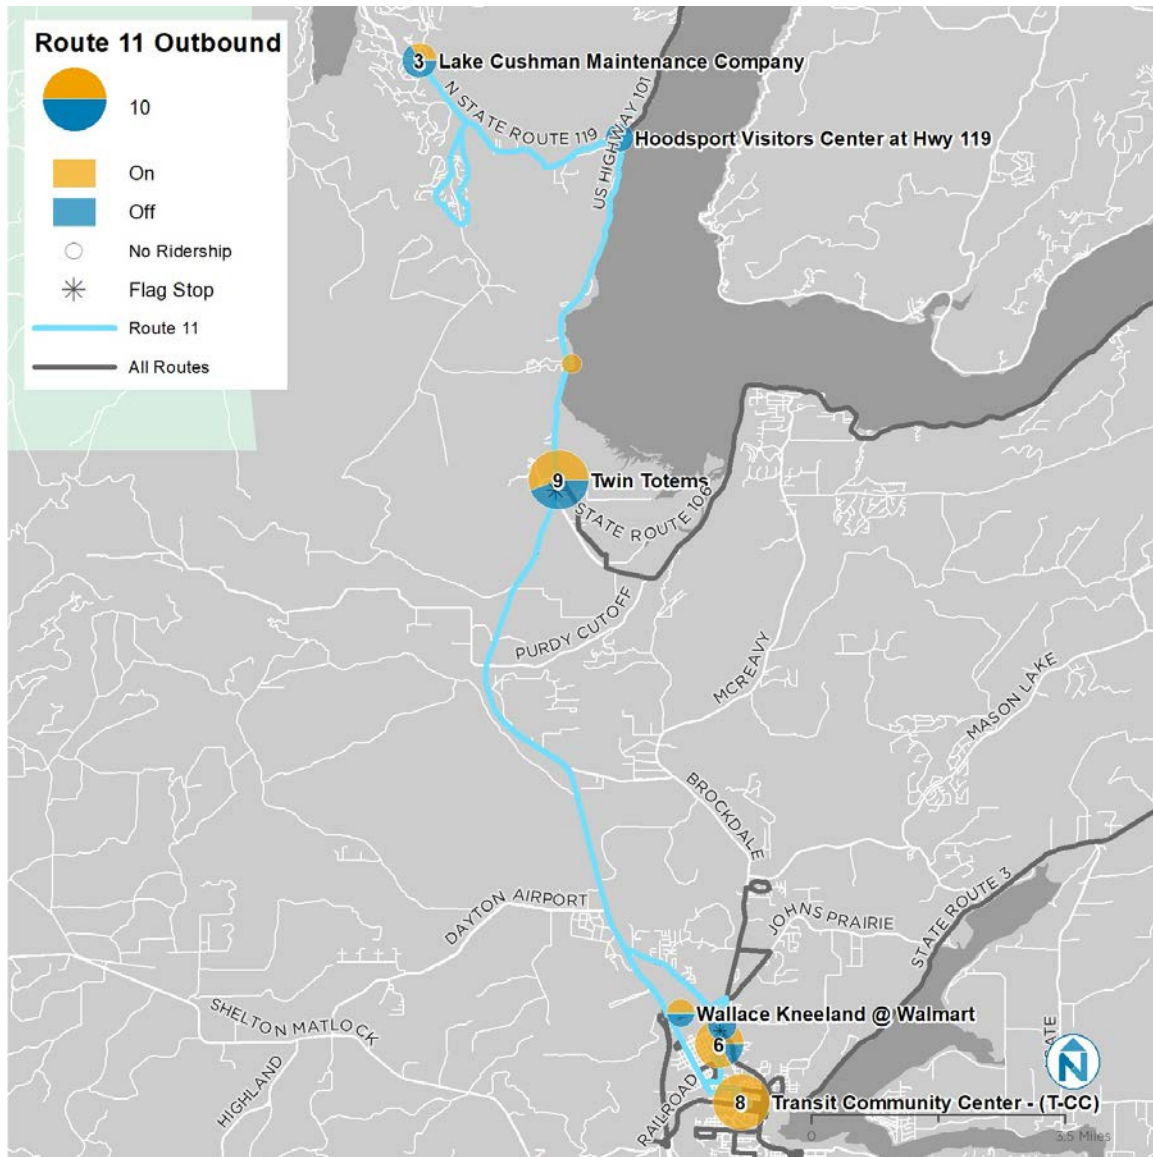 Route 11 Outbound
10
On
Off
No Ridership
Flag Stop
Route 11
All Routes
3 Lake Cushman Maintenance Company
N STATE ROUTE 119
US HIGHWAY 101
Hoodsport Visitors Center at Hwy 119
9 Twin Totems
STATE ROUTE 106
PURDY CUTOFF
MCREAVY
MASON LAKE
BROCKDALE
DAYTON AIRPORT
JOHNS PRAIRIE
STATE ROUTE 3
SHELTON MATLOCK
HIGHLAND
Wallace Kneeland @ Walmart
6
RAILROAD
8 Transit Community Center - (T-CC)
N
0
3.5 Miles